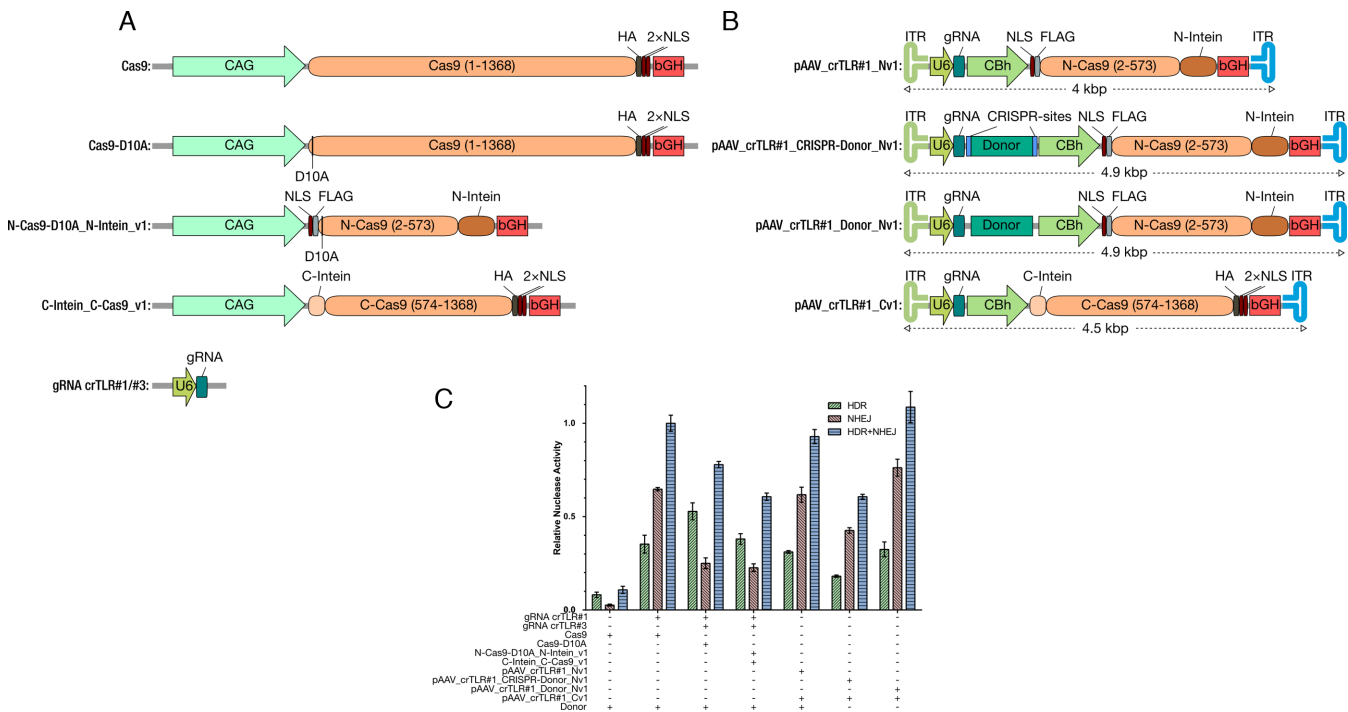 A
HA 2×NLS
Cas9: CAG Cas9 (1-1368) bGH
HA 2×NLS
Cas9-D10A: CAG Cas9 (1-1368) bGH
D10A
NLS FLAG N-Intein
N-Cas9-D10A_N-Intein_v1: CAG N-Cas9 (2-573) bGH
D10A
C-Intein HA 2×NLS
C-Intein_C-Cas9_v1: CAG C-Cas9 (574-1368) bGH
gRNA
gRNA crTLR#1/#3: U6
B
ITR gRNA NLS FLAG N-Intein ITR
pAAV_crTLR#1_Nv1: U6 CBh N-Cas9 (2-573) bGH
4 kbp
ITR gRNA CRISPR-sites NLS FLAG N-Intein ITR
pAAV_crTLR#1_CRISPR-Donor_Nv1: U6 Donor CBh N-Cas9 (2-573) bGH
4.9 kbp
ITR gRNA NLS FLAG N-Intein ITR
pAAV_crTLR#1_Donor_Nv1: U6 Donor CBh N-Cas9 (2-573) bGH
4.9 kbp
ITR gRNA C-Intein HA 2×NLS ITR
pAAV_crTLR#1_Cv1: U6 CBh C-Cas9 (574-1368) bGH
4.5 kbp
C
HDR
NHEJ
HDR+NHEJ
Relative Nuclease Activity
1.0
0.5
0.0
gRNA crTLR#1 - + + + - - -
gRNA crTLR#3 - - + + - - -
Cas9 + + - - - - -
Cas9-D10A - - + - - - -
N-Cas9-D10A_N-Intein_v1 - - - + - - -
C-Intein_C-Cas9_v1 - - - + - - -
pAAV_crTLR#1_Nv1 - - - - + - -
pAAV_crTLR#1_CRISPR-Donor_Nv1 - - - - - + -
pAAV_crTLR#1_Donor_Nv1 - - - - - - +
pAAV_crTLR#1_Cv1 - - - - + + +
Donor + + + + + - -